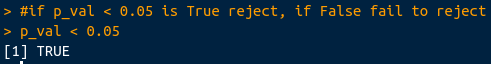 > #if p_val < 0.05 is True reject, if False fail to reject
> p_val < 0.05
[1] TRUE